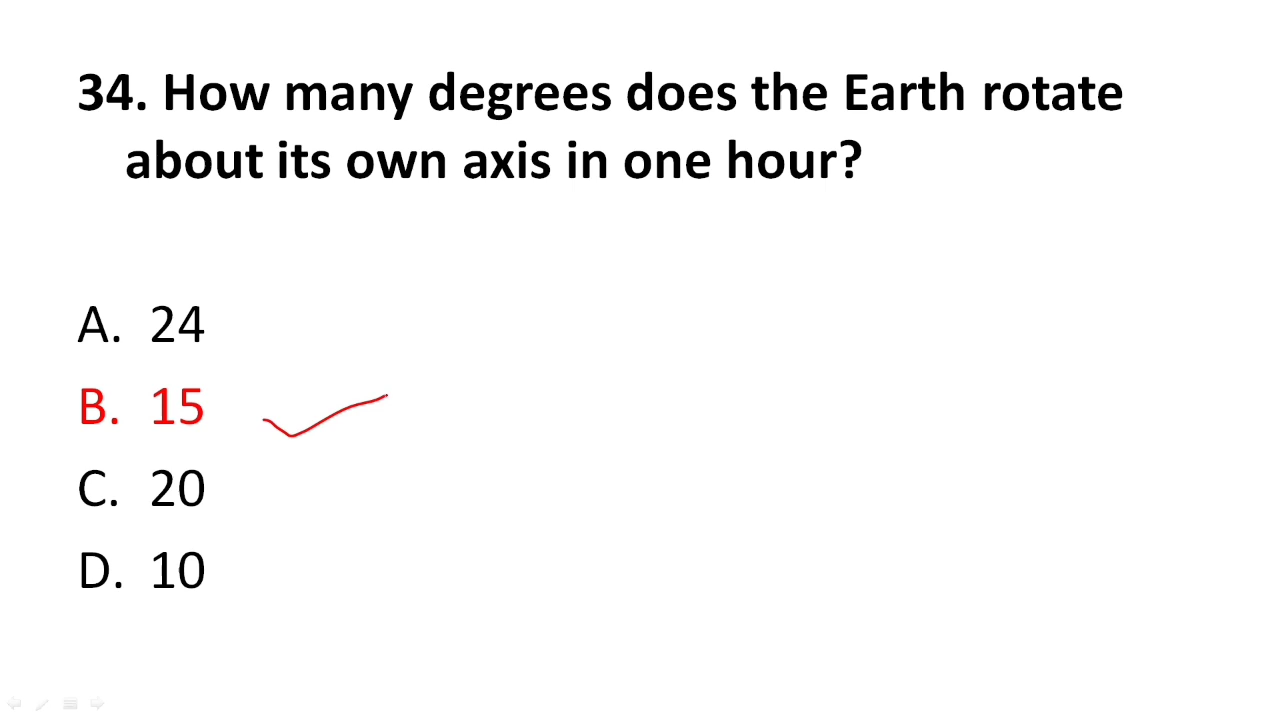 34. How many degrees does the Earth rotate
about its own axis in one hour?
A. 24
B. 15
C. 20
D. 10